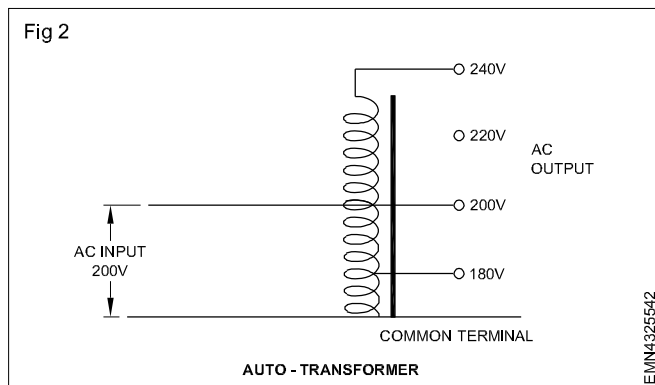 Fig 2
240V
220V
AC
OUTPUT
200V
AC INPUT
200V
180V
COMMON TERMINAL
AUTO - TRANSFORMER
EMN4325542